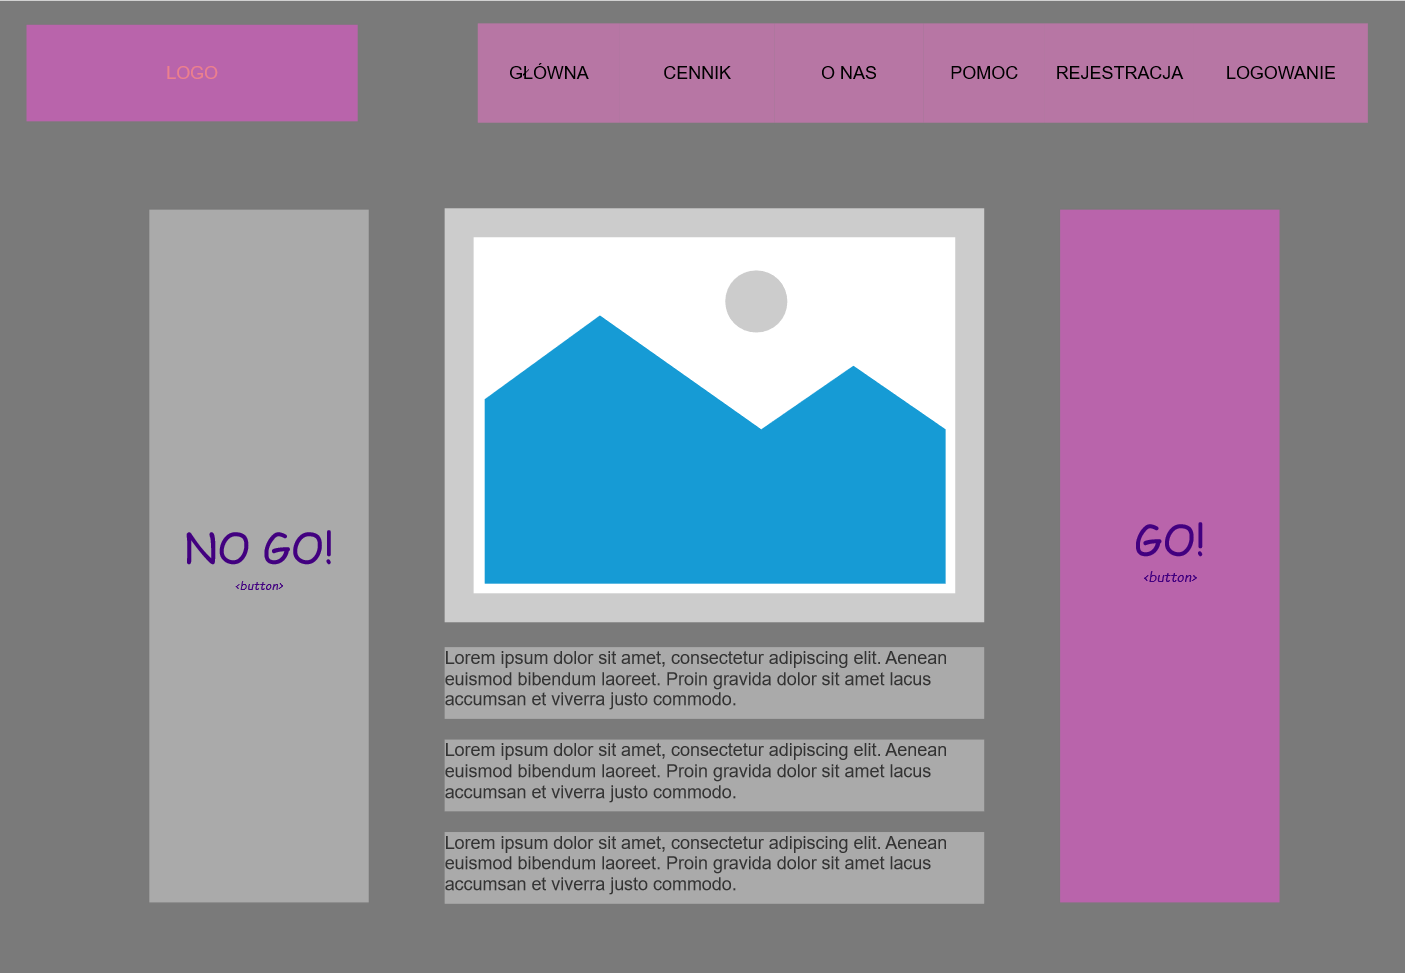 LOGO
GŁÓWNA
CENNIK
O NAS
POMOC
REJESTRACJA
LOGOWANIE
NO GO!
<button>
Lorem ipsum dolor sit amet, consectetur adipiscing elit. Aenean
euismod bibendum laoreet. Proin gravida dolor sit amet lacus
accumsan et viverra justo commodo.
Lorem ipsum dolor sit amet, consectetur adipiscing elit. Aenean
euismod bibendum laoreet. Proin gravida dolor sit amet lacus
accumsan et viverra justo commodo.
Lorem ipsum dolor sit amet, consectetur adipiscing elit. Aenean
euismod bibendum laoreet. Proin gravida dolor sit amet lacus
accumsan et viverra justo commodo.
GO!
<button>